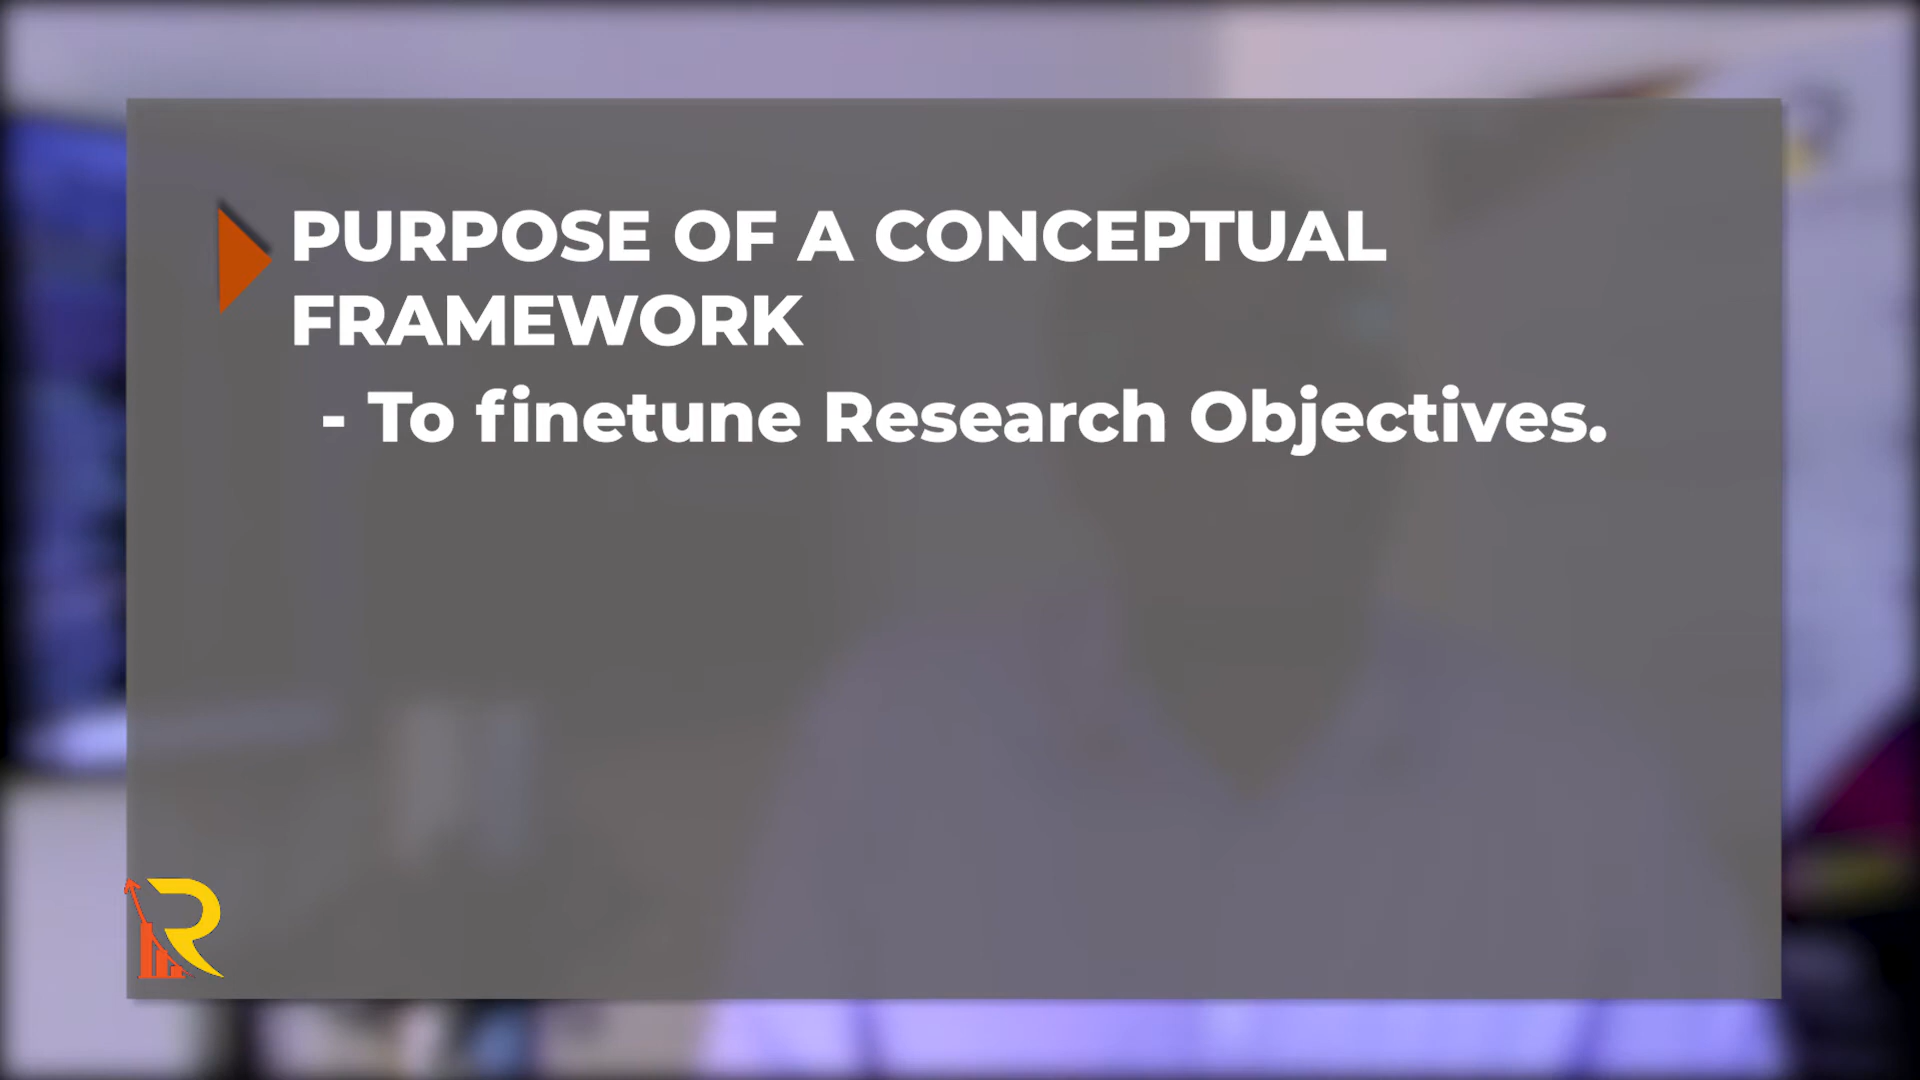 PURPOSE OF A CONCEPTUAL
FRAMEWORK
- To finetune Research Objectives.
R